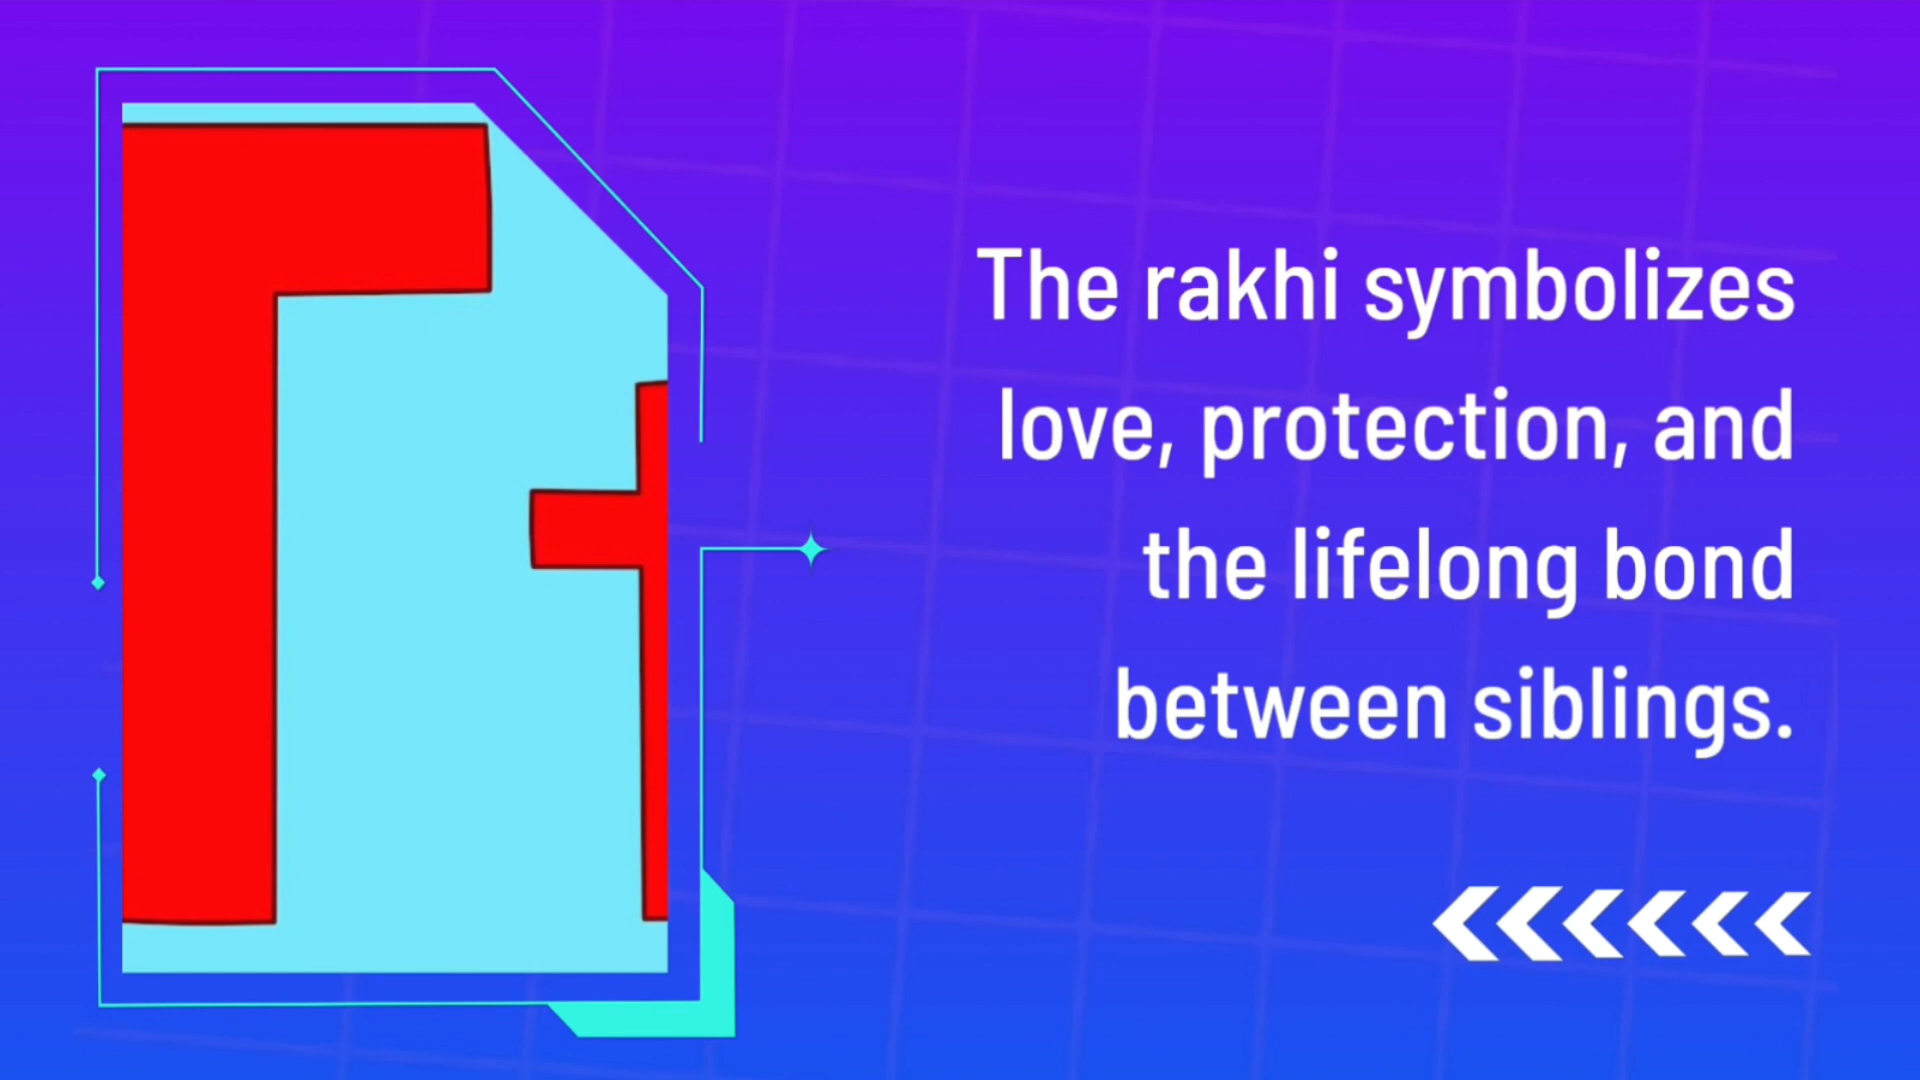 The rakhi symbolizes
love, protection, and
the lifelong bond
between siblings.